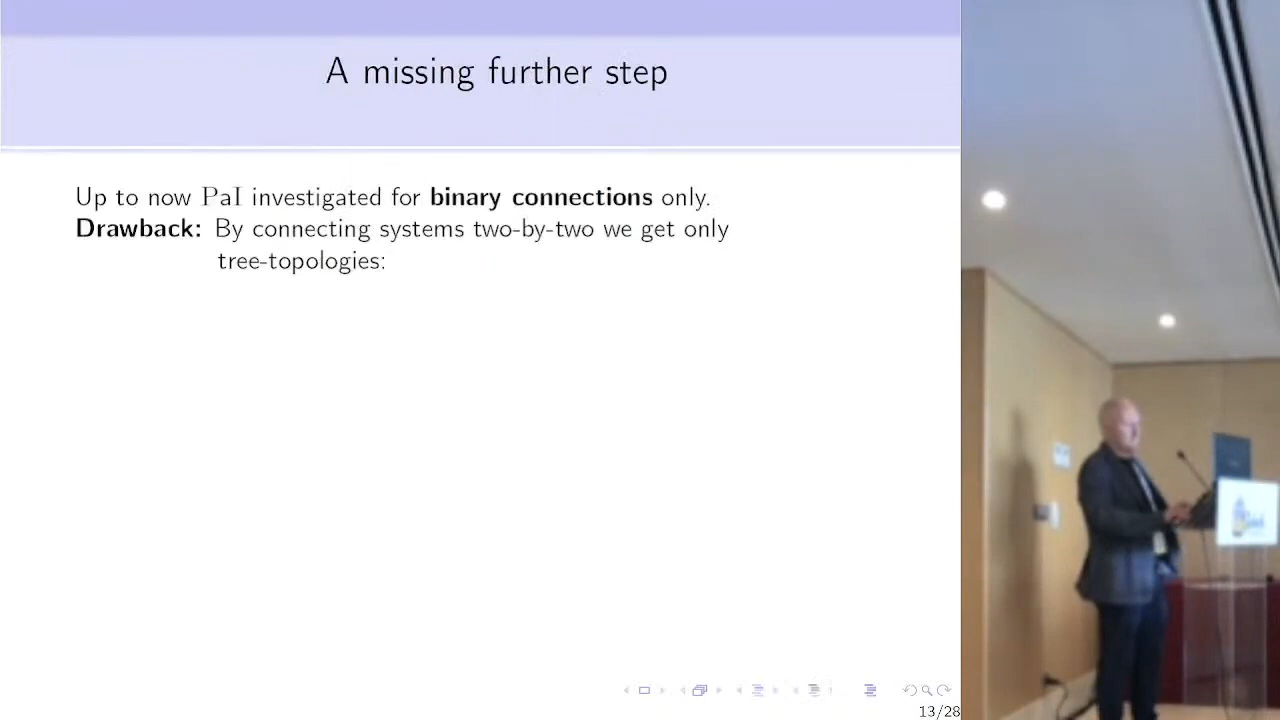 A missing further step
Up to now PaI investigated for binary connections only.
Drawback: By connecting systems two-by-two we get only
tree-topologies:
13/28